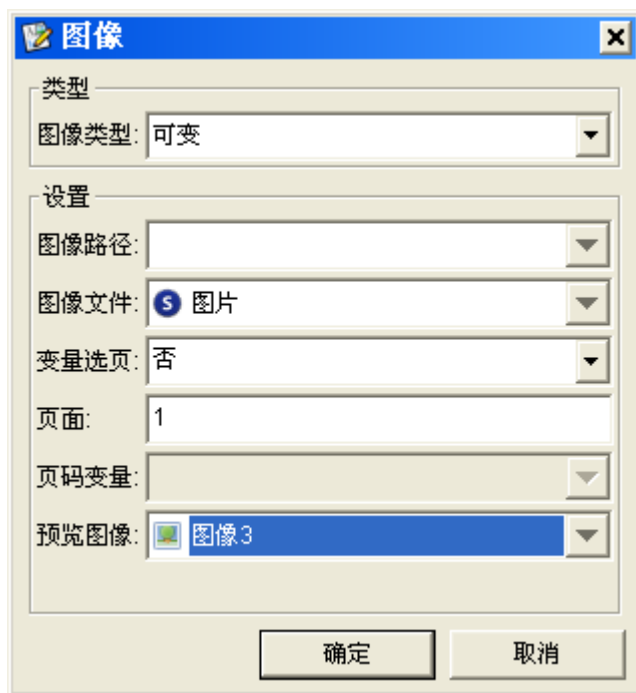 图像
类型
图像类型: 可变
设置
图像路径:
图像文件: S 图片
变量选页: 否
页面: 1
页码变量:
预览图像: 图像3
确定 取消